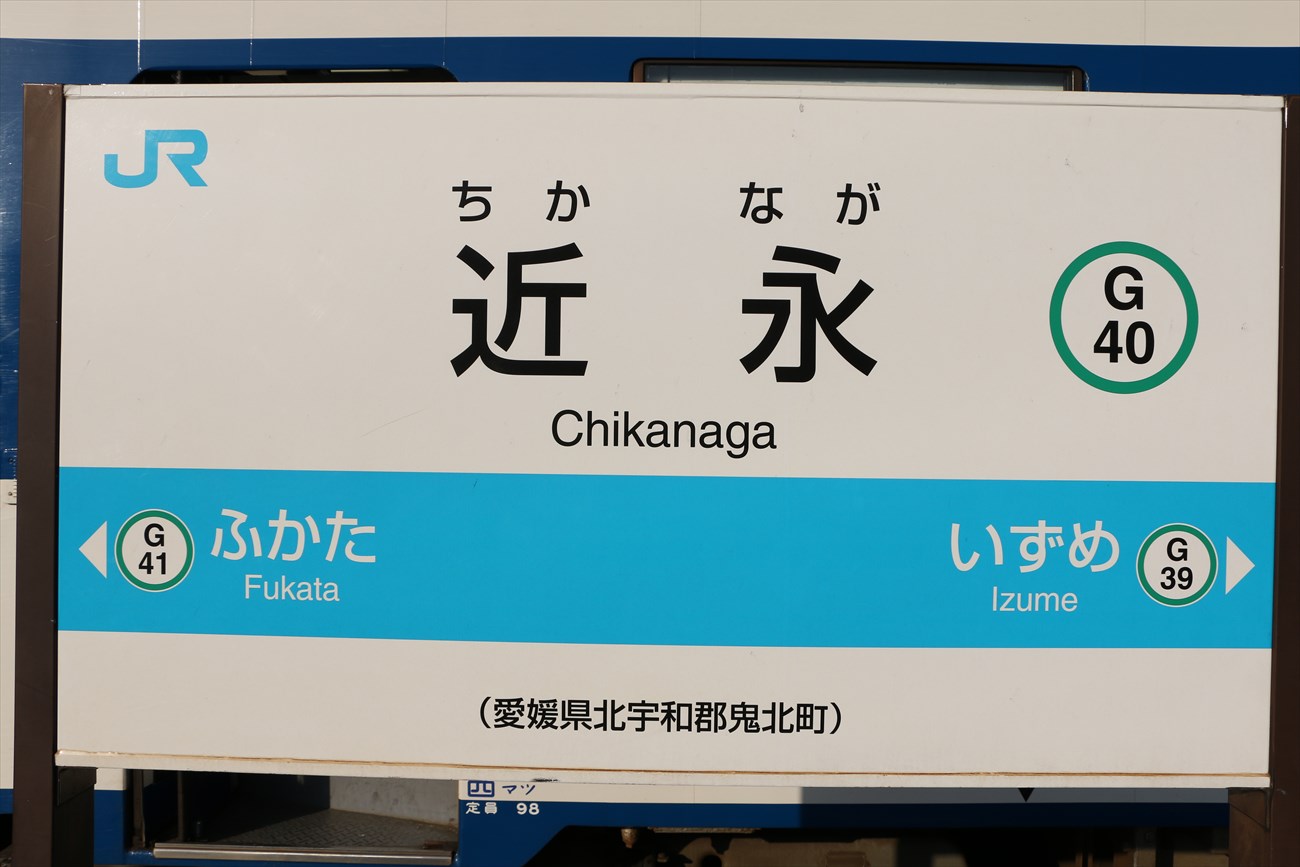 JR
ちか なが
近 永
G
40
Chikanaga
G
41
ふかた
Fukata
いずめ
Izume
G
39
（愛媛県北宇和郡鬼北町）
四 マツ
定員 98